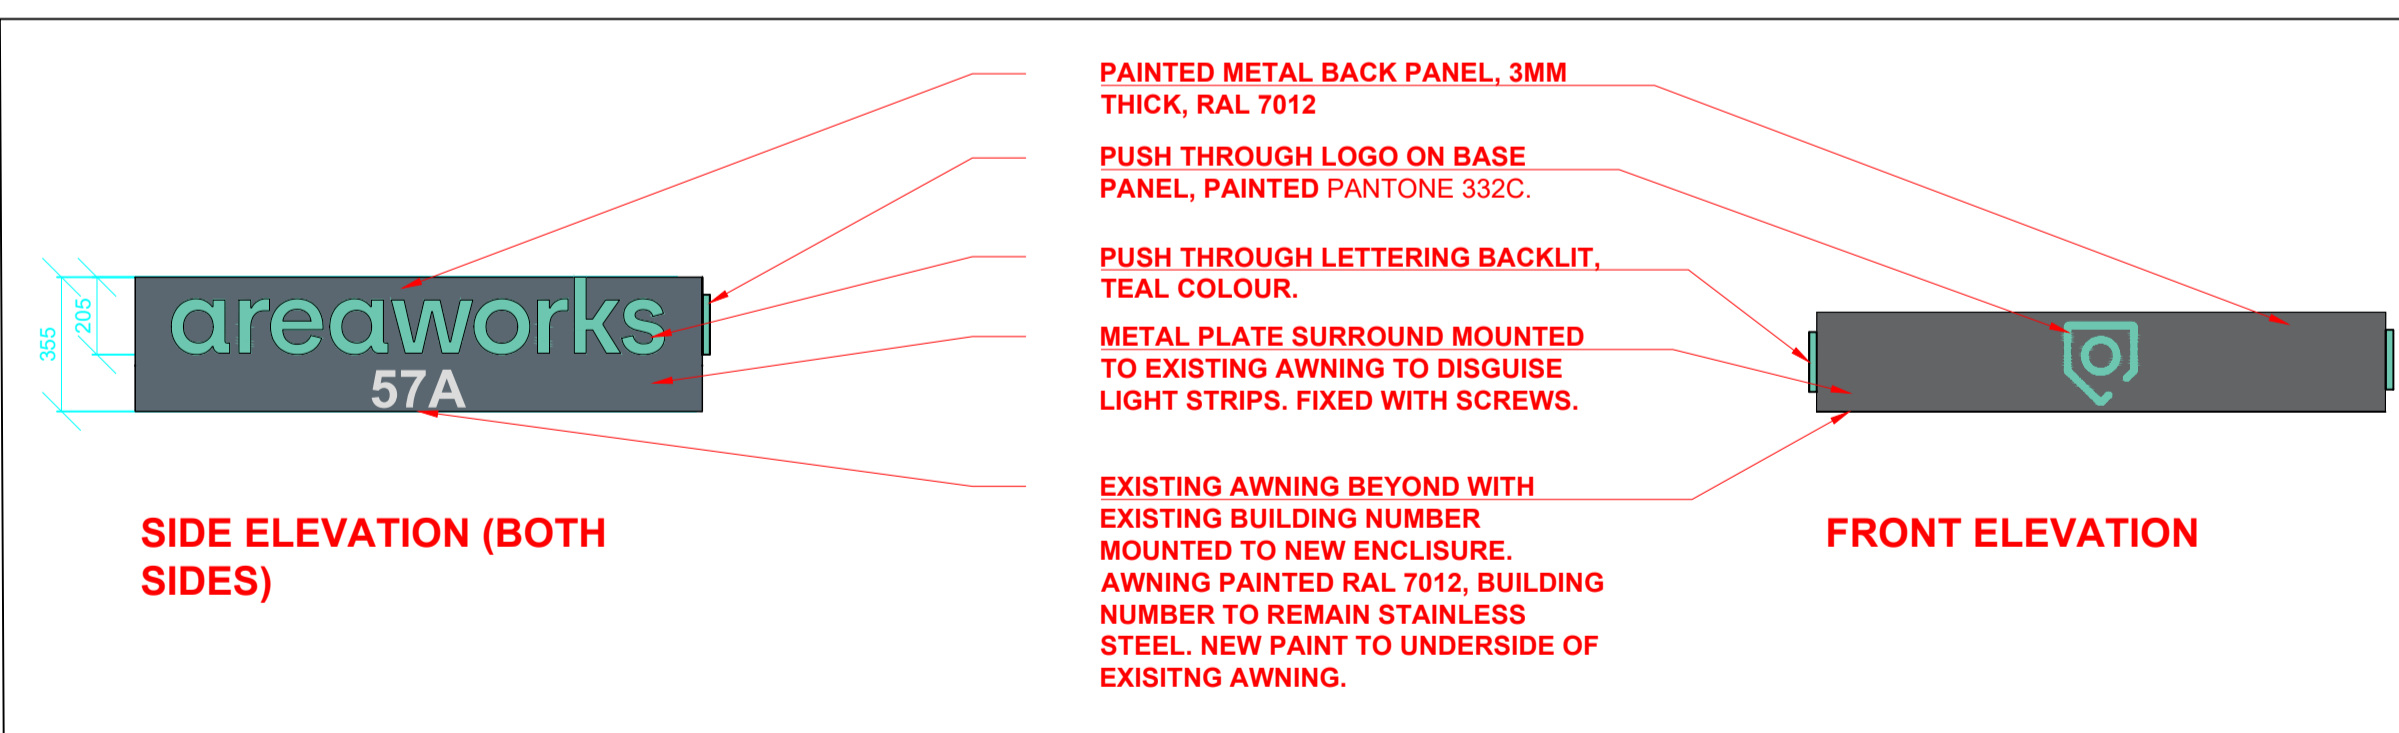 PAINTED METAL BACK PANEL, 3MM
THICK, RAL 7012
PUSH THROUGH LOGO ON BASE
PANEL, PAINTED PANTONE 332C.
PUSH THROUGH LETTERING BACKLIT,
TEAL COLOUR.
METAL PLATE SURROUND MOUNTED
TO EXISTING AWNING TO DISGUISE
LIGHT STRIPS. FIXED WITH SCREWS.
EXISTING AWNING BEYOND WITH
EXISTING BUILDING NUMBER
MOUNTED TO NEW ENCLISURE.
AWNING PAINTED RAL 7012, BUILDING
NUMBER TO REMAIN STAINLESS
STEEL. NEW PAINT TO UNDERSIDE OF
EXISITNG AWNING.
355
205
areaworks
57A
SIDE ELEVATION (BOTH
SIDES)
FRONT ELEVATION